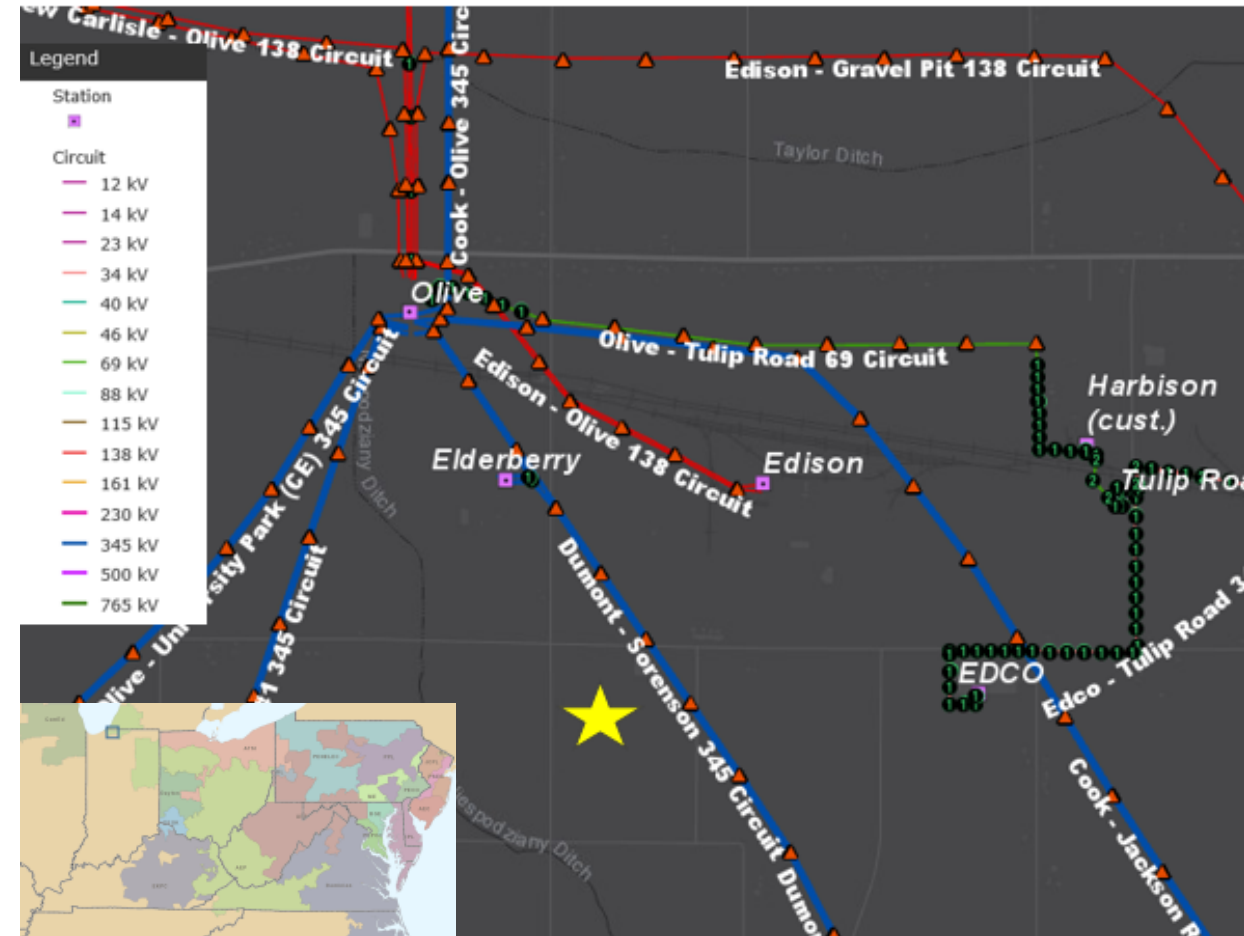 ew Carlisle - Olive 138 Circuit
Cook - Olive 345 Circ
Edison - Gravel Pit 138 Circuit
Legend
Station
Circuit
12 kV
14 kV
23 kV
34 kV
40 kV
46 kV
69 kV
88 kV
115 kV
138 kV
161 kV
230 kV
345 kV
500 kV
765 kV
Taylor Ditch
Olive
Olive - Tulip Road 69 Circuit
Edison - Olive 138 Circuit
Harbison
(cust.)
Elderberry
Edison
Tulip Roa
Olive - University Park (CE) 345 Circuit
1 345 Circuit
Dumont - Sorenson 345 Circuit
Dumo
EDCO
Edco - Tulip Road 3
Cook - Jackson R